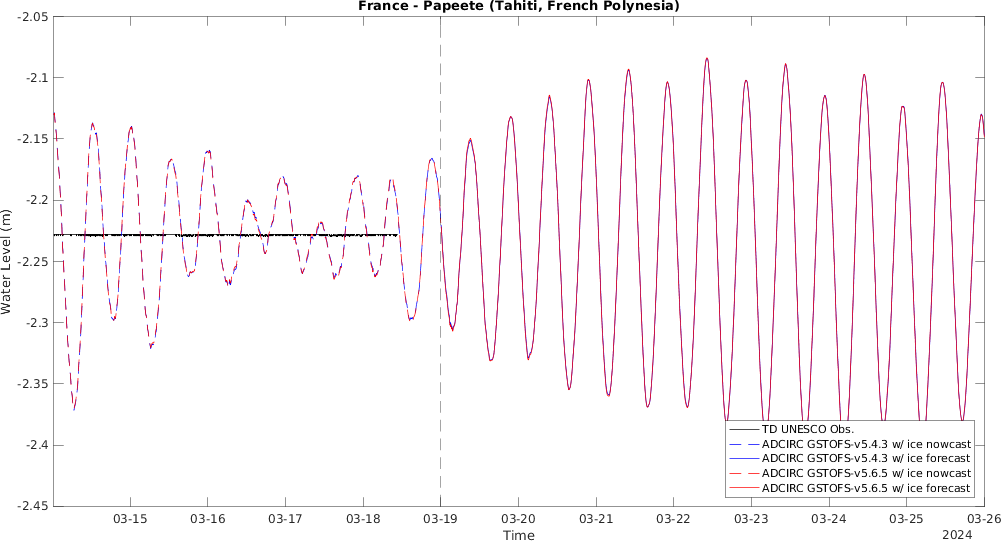 France - Papeete (Tahiti, French Polynesia)
-2.05
-2.1
-2.15
-2.2
-2.25
-2.3
-2.35
-2.4
-2.45
Water Level (m)
TD UNESCO Obs.
ADCIRC GSTOFS-v5.4.3 w/ ice nowcast
ADCIRC GSTOFS-v5.4.3 w/ ice forecast
ADCIRC GSTOFS-v5.6.5 w/ ice nowcast
ADCIRC GSTOFS-v5.6.5 w/ ice forecast
03-15 03-16 03-17 03-18 03-19 03-20 03-21 03-22 03-23 03-24 03-25 03-26
Time
2024